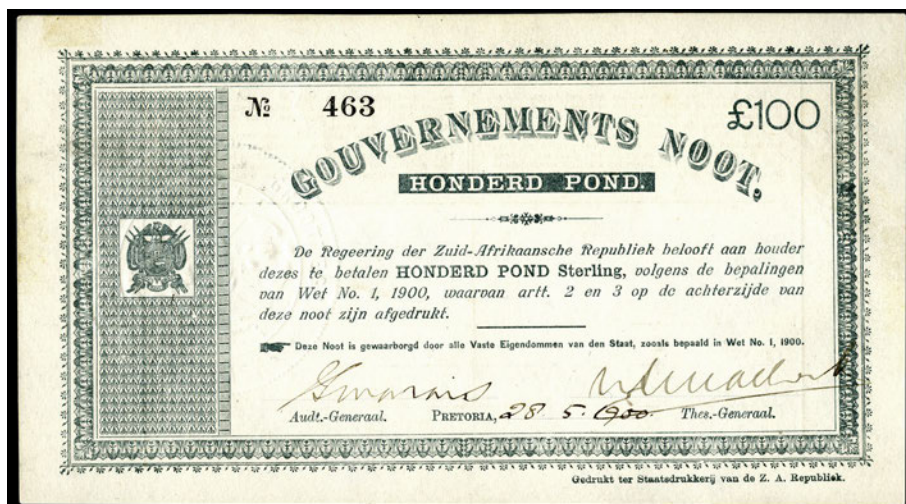 № 463
£100
GOUVERNEMENTS NOOT,
HONDERD POND.
De Regeering der Zuid-Afrikaansche Republiek belooft aan houder
dezes te betalen HONDERD POND Sterling, volgens de bepalingen
van Wet No. 1, 1900, waarvan artt. 2 en 3 op de achterzijde van
deze noot zijn afgedrukt.
Deze Noot is gewaarborgd door alle Vaste Eigendommen van den Staat, zooals bepaald in Wet No. 1, 1900.
Audt.-Generaal. PRETORIA, 28. 5. 1900. Thes.-Generaal.
Gedrukt ter Staatsdrukkerij van de Z. A. Republiek.